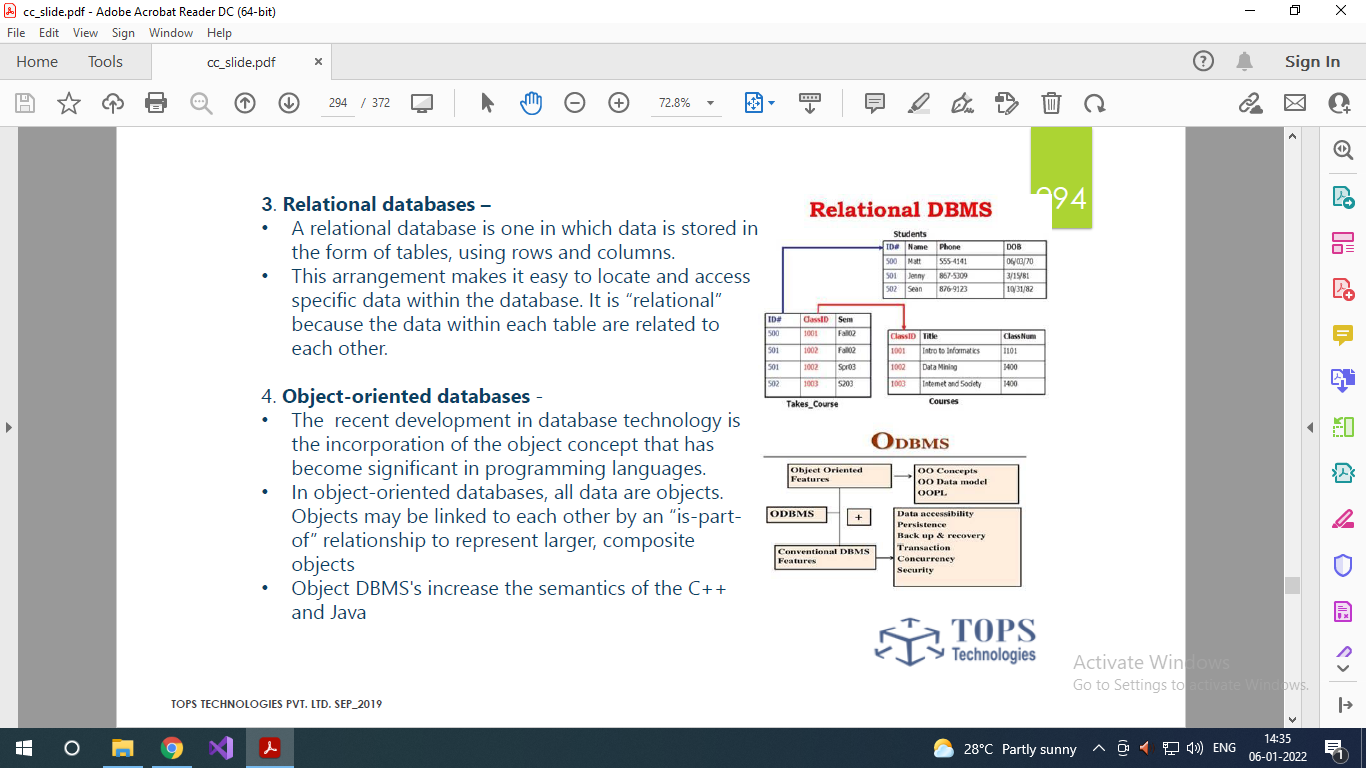 cc_slide.pdf - Adobe Acrobat Reader DC (64-bit)
File Edit View Sign Window Help
Home Tools cc_slide.pdf × Sign In
294 / 372 72.8%
294
3. Relational databases –
• A relational database is one in which data is stored in
the form of tables, using rows and columns.
• This arrangement makes it easy to locate and access
specific data within the database. It is “relational”
because the data within each table are related to
each other.
4. Object-oriented databases -
• The recent development in database technology is
the incorporation of the object concept that has
become significant in programming languages.
• In object-oriented databases, all data are objects.
Objects may be linked to each other by an “is-part-
of” relationship to represent larger, composite
objects
• Object DBMS's increase the semantics of the C++
and Java
Relational DBMS
Students
ID# Name Phone DOB
500 Matt 555-4141 06/03/70
501 Jenny 867-5309 3/15/81
502 Sean 876-9123 10/31/82
ID# ClassID Sem
500 1001 Fall02
501 1002 Fall02
501 1002 Spr03
502 1003 S203
Takes_Course
ClassID Title ClassNum
1001 Intro to Informatics I101
1002 Data Mining I400
1003 Internet and Society I400
Courses
ODBMS
Object Oriented
Features
OO Concepts
OO Data model
OOPL
ODBMS
+
Conventional DBMS
Features
Data accessibility
Persistence
Back up & recovery
Transaction
Concurrency
Security
TOPS
Technologies
TOPS TECHNOLOGIES PVT. LTD. SEP_2019
Activate Windows
Go to Settings to activate Windows.
28°C Partly sunny ENG
14:35
06-01-2022
1